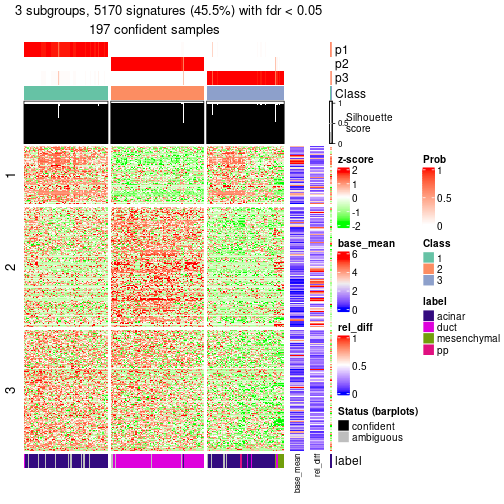 3 subgroups, 5170 signatures (45.5%) with fdr < 0.05
197 confident samples
p1
p2
p3
Class
1
0.5
0
Silhouette
score
1
2
3
z-score
2
1
0
-1
-2
base_mean
6
4
2
0
rel_diff
1
0.5
0
Status (barplots)
confident
ambiguous
Prob
1
0.5
0
Class
1
2
3
label
acinar
duct
mesenchymal
pp
label
base_mean
rel_diff